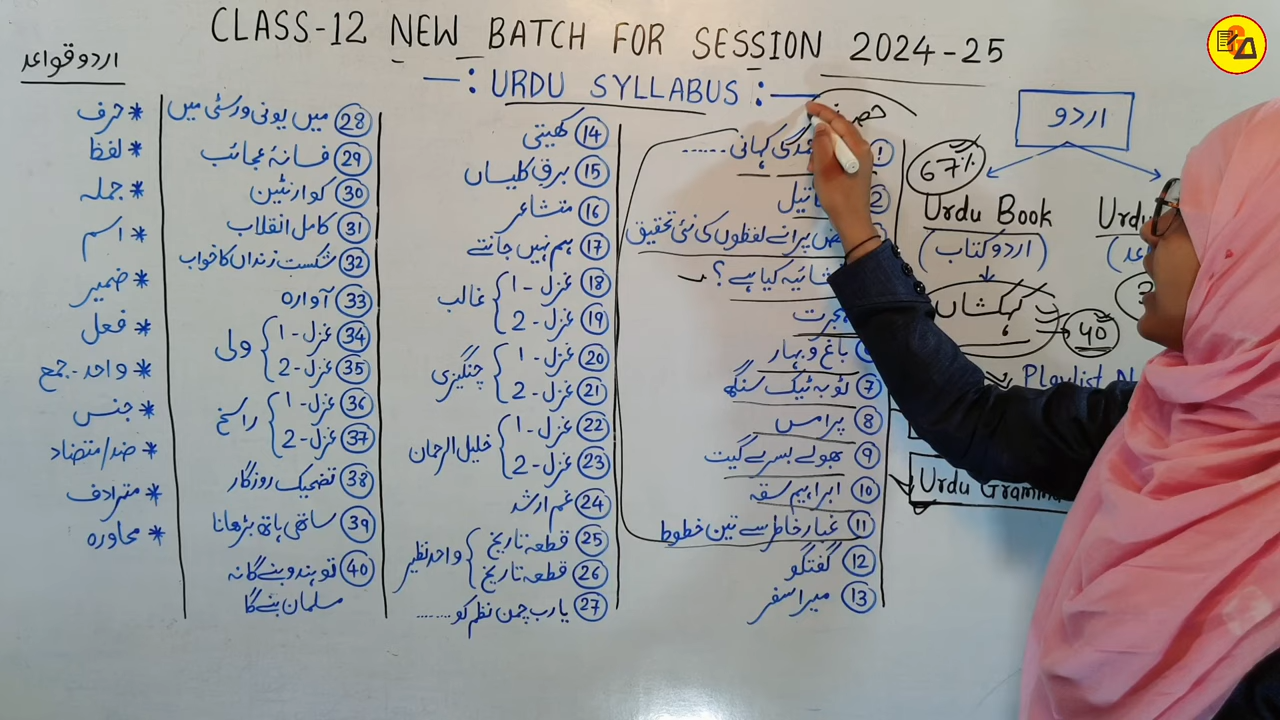 CLASS-12 NEW BATCH FOR SESSION 2024-25
—: URDU SYLLABUS :—
اردو
67%
Urdu Book
(اردو کتاب)
کہکشاں
40
Playlist
Urdu
کی کہانی ......
2
پرانے لفظوں کی نئی تحقیق
کیا ہے؟
ہجرت
باغ و بہار
7 ٹوبہ ٹیک سنگھ
8 پرامس
9 بھولے بسرے گیت
10 ابراہیم سقہ
11 غبار خاطر سے تین خطوط
12 گفتگو
13 میرا سفر
14 کھیتی
15 برق کلیساں
16 متشاعر
17 ہم نہیں جانتے
18 غزل - 1
19 غزل - 2
غالب
20 غزل - 1
21 غزل - 2
چنگیزی
22 غزل - 1
23 غزل - 2
خلیل الرحمان
24 غم ارشد
25 قطعہ تاریخ
26 قطعہ تاریخ
واحد نظیر
27 یارب چمن نظم کو ........
28 میں یونی ورسٹی میں
29 فسانۂ عجائب
30 کوارنٹین
31 کامل انقلاب
32 شکست زنداں کا خواب
33 آوارہ
34 غزل - 1
35 غزل - 2
ولی
36 غزل - 1
37 غزل - 2
راسخ
38 تضحیک روزگار
39 ساتھی ہاتھ بڑھانا
40 تو ہندو بنے گا نہ
مسلمان بنے گا
اردو قواعد
* حرف
* لفظ
* جملہ
* اسم
* ضمیر
* فعل
* واحد - جمع
* جنس
* ضد/متضاد
* مترادف
* محاورہ